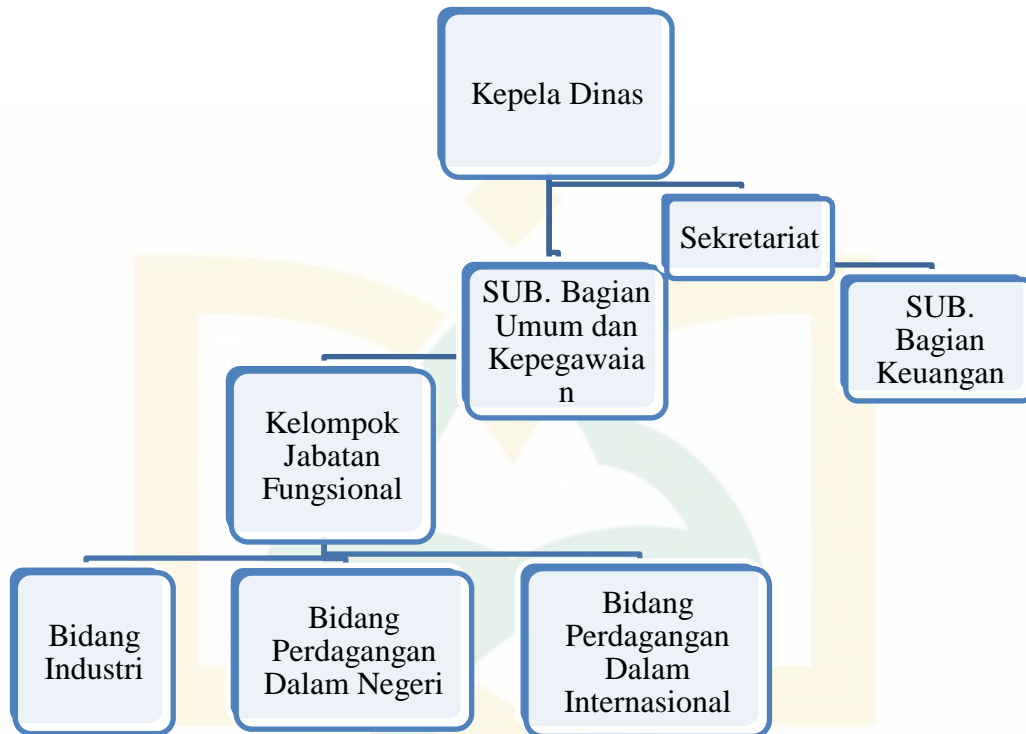 Kepela Dinas
Sekretariat
SUB. Bagian
Umum dan
Kepegawaia
n
SUB.
Bagian
Keuangan
Kelompok
Jabatan
Fungsional
Bidang
Industri
Bidang
Perdagangan
Dalam Negeri
Bidang
Perdagangan
Dalam
Internasional